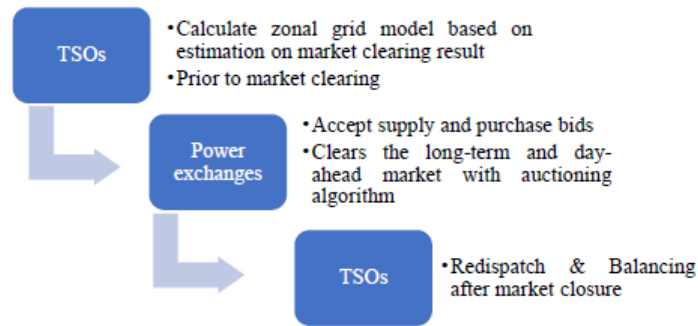 TSOs
•Calculate zonal grid model based on
estimation on market clearing result
•Prior to market clearing
Power
exchanges
•Accept supply and purchase bids
•Clears the long-term and day-
ahead market with auctioning
algorithm
TSOs
•Redispatch & Balancing
after market closure